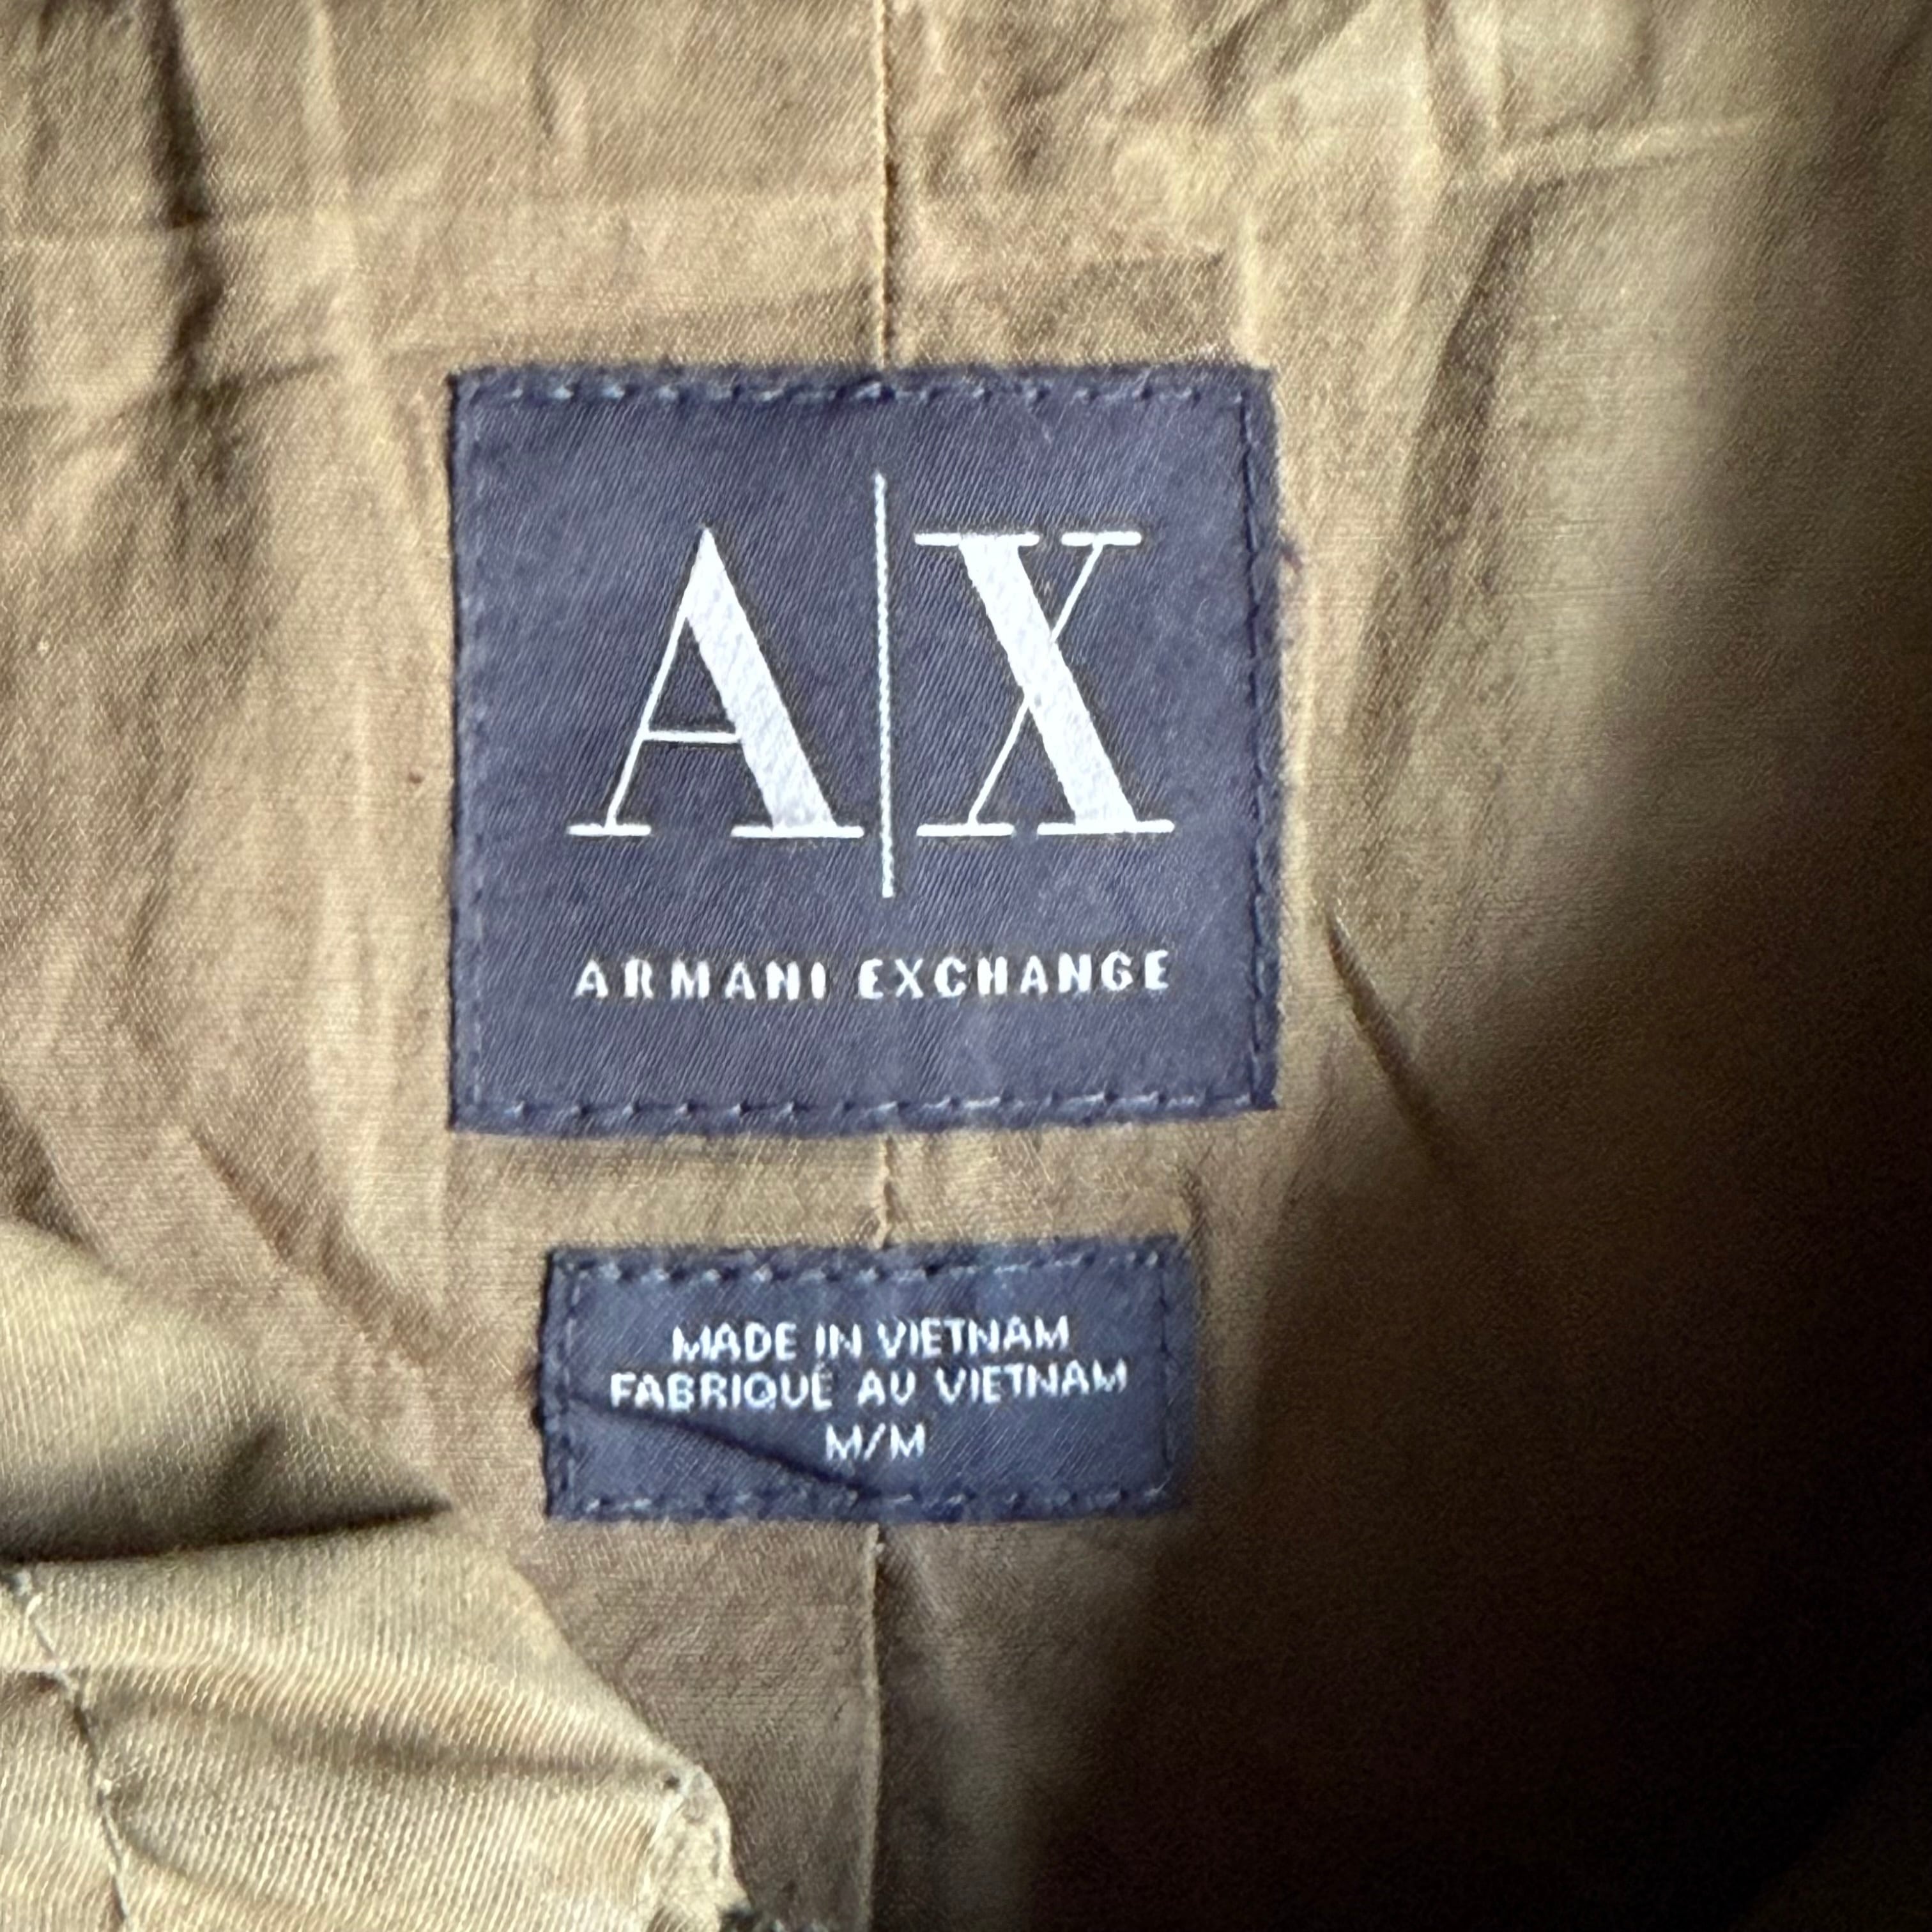 A|X
ARMANI EXCHANGE
MADE IN VIETNAM
FABRIQUÉ AU VIETNAM
M/M